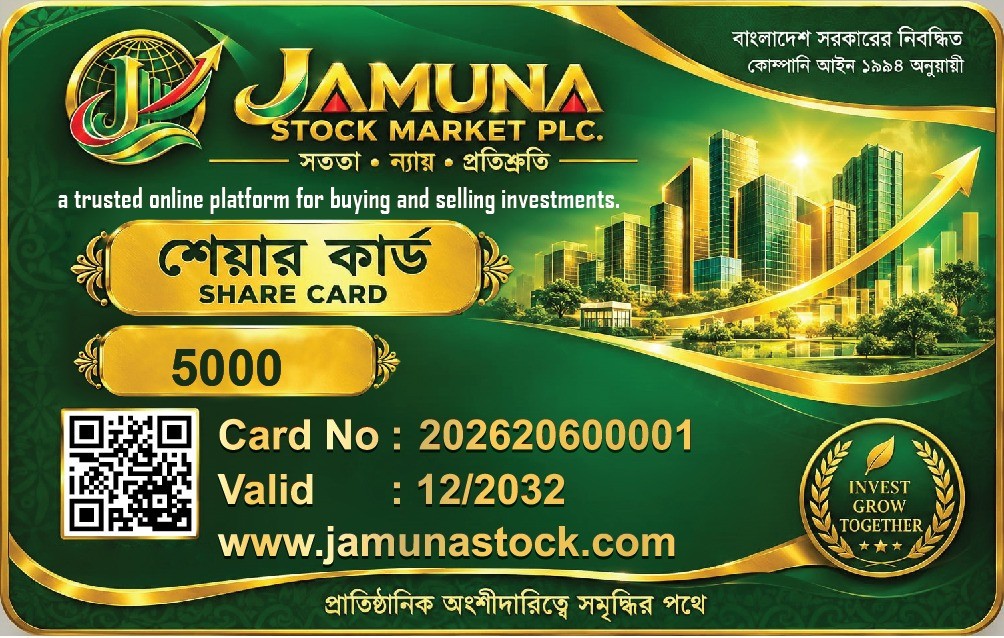 বাংলাদেশ সরকারের নিবন্ধিত
কোম্পানি আইন ১৯৯৪ অনুযায়ী
JAMUNA
STOCK MARKET PLC.
সততা • ন্যায় • প্রতিশ্রুতি
a trusted online platform for buying and selling investments.
শেয়ার কার্ড
SHARE CARD
5000
Card No : 202620600001
Valid : 12/2032
www.jamunastock.com
INVEST
GROW
TOGETHER
প্রাতিষ্ঠানিক অংশীদারিত্বে সমৃদ্ধির পথে